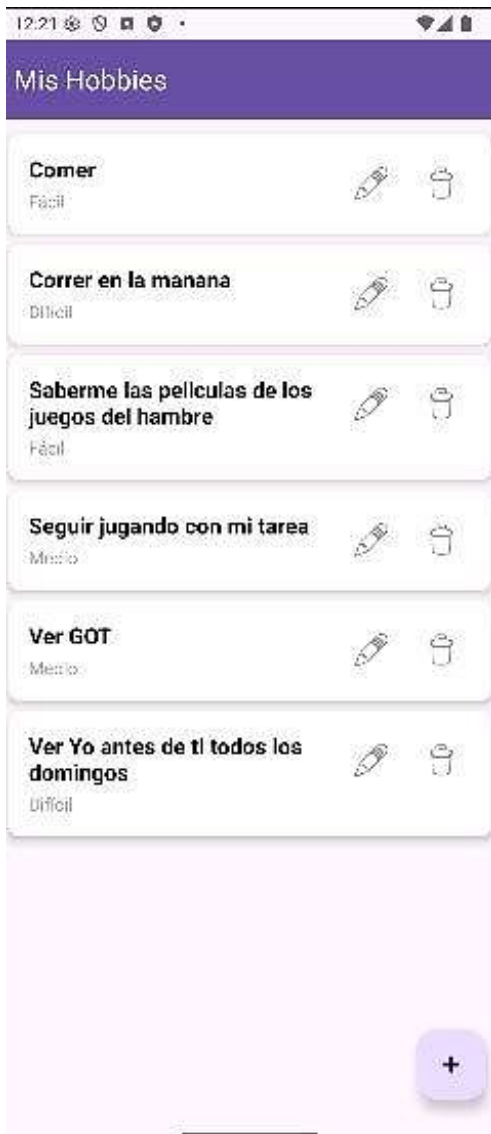 12:21
Mis Hobbies
Comer
Fácil
Correr en la manana
Difícil
Saberme las peliculas de los
juegos del hambre
Fácil
Seguir jugando con mi tarea
Medio
Ver GOT
Medio
Ver Yo antes de ti todos los
domingos
Difícil
+